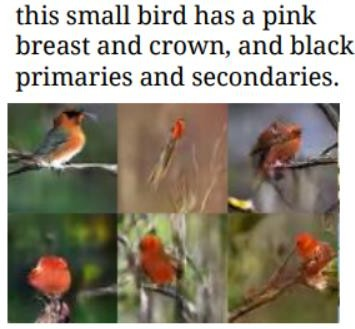 this small bird has a pink
breast and crown, and black
primaries and secondaries.